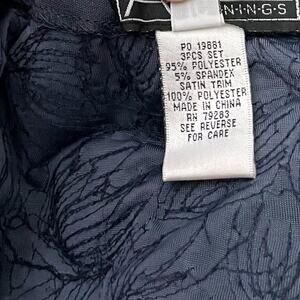 N·I·N·G·S
PO 19881
3PCS SET
95% POLYESTER
5% SPANDEX
SATIN TRIM
100% POLYESTER
MADE IN CHINA
RN 79283
SEE REVERSE
FOR CARE